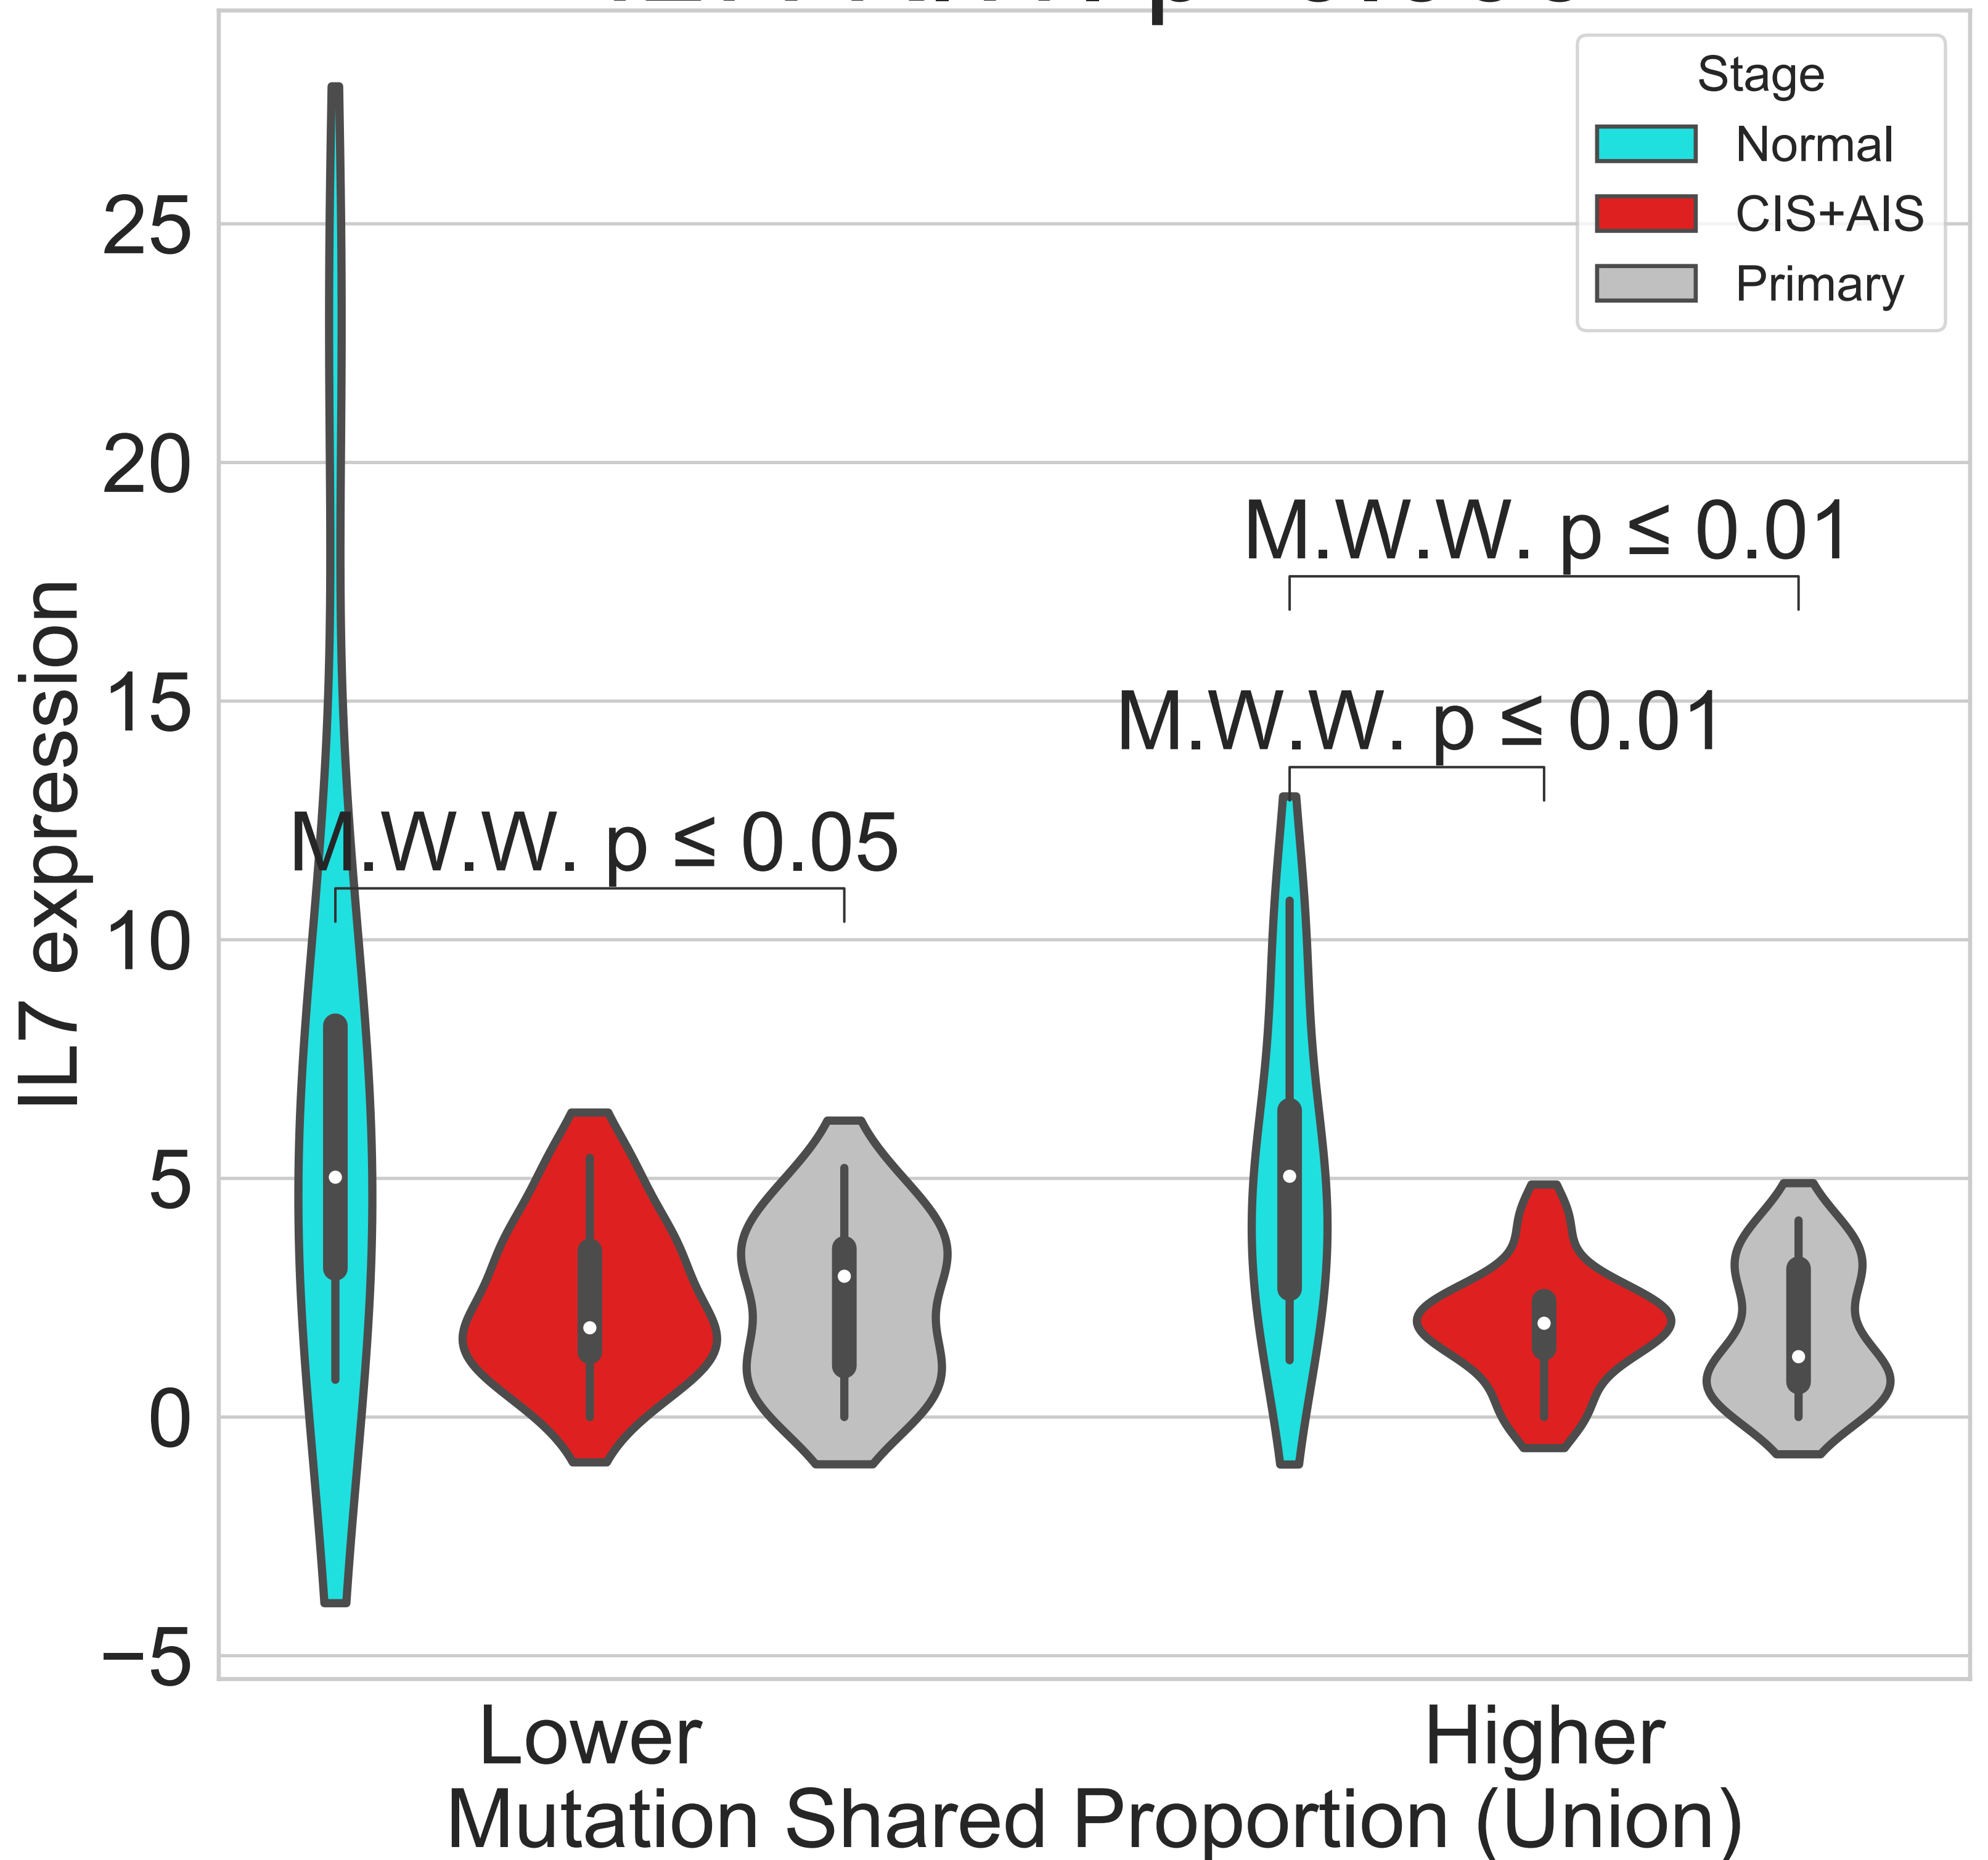 Stage
Normal
CIS+AIS
Primary
25
20
15
10
5
0
−5
IL7 expression
M.W.W. p ≤ 0.01
M.W.W. p ≤ 0.01
M.W.W. p ≤ 0.05
Lower
Higher
Mutation Shared Proportion (Union)